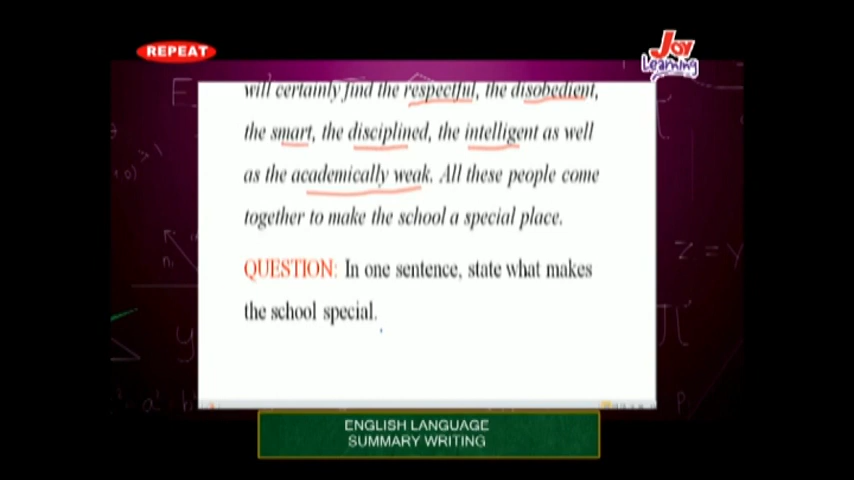 REPEAT
Joy
Learning
will certainly find the respectful, the disobedient,
the smart, the disciplined, the intelligent as well
as the academically weak. All these people come
together to make the school a special place.
QUESTION: In one sentence, state what makes
the school special.
Z = Y
ENGLISH LANGUAGE
SUMMARY WRITING